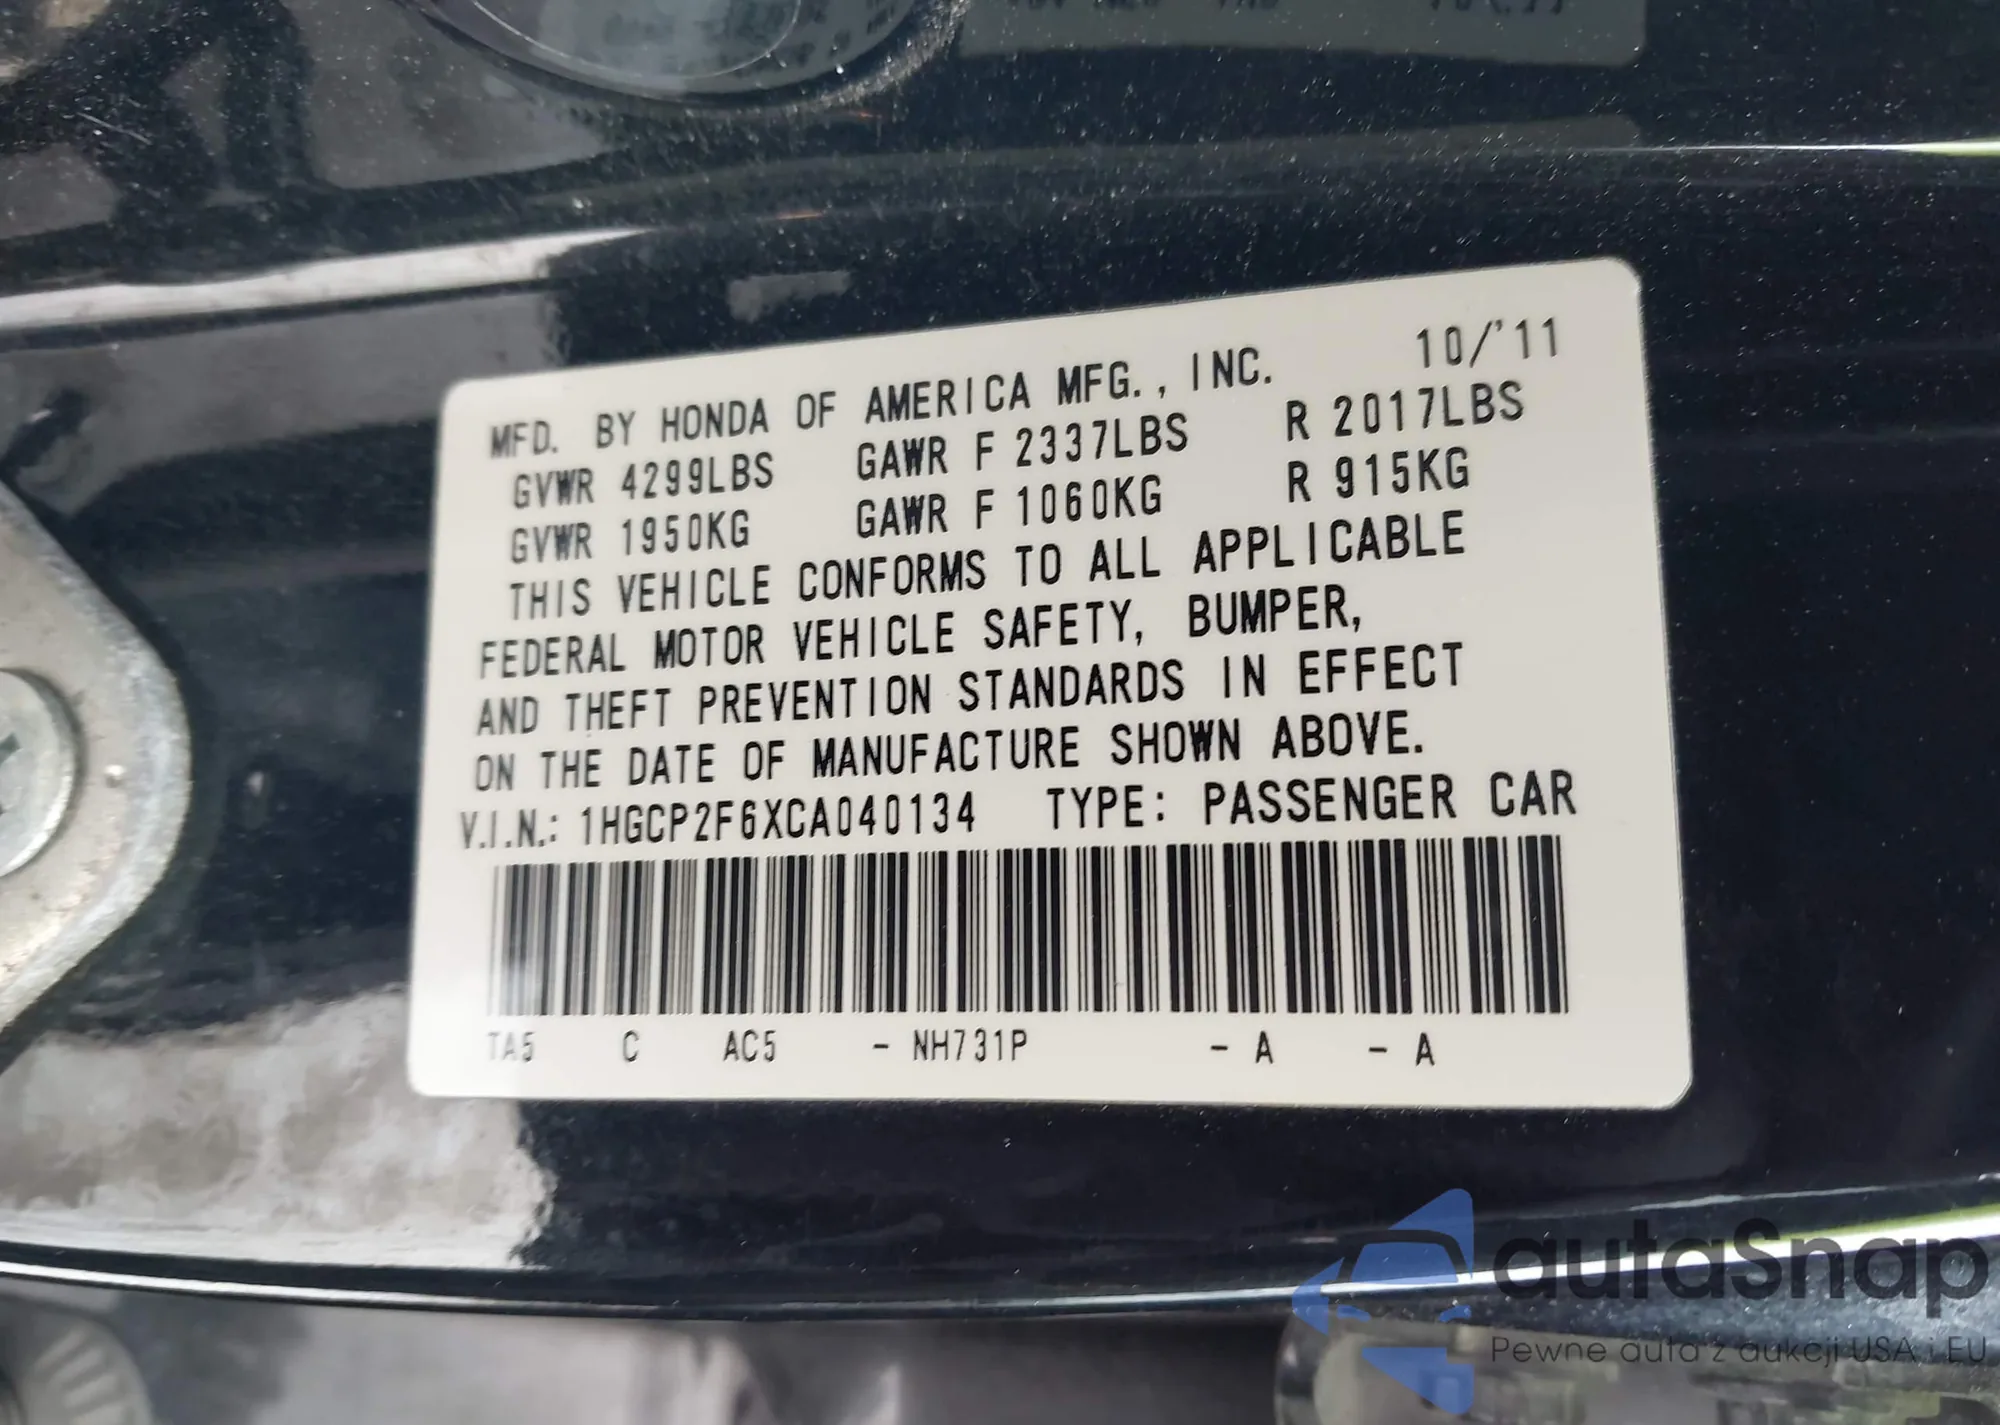 MFD. BY HONDA OF AMERICA MFG., INC. 10/'11
GVWR 4299LBS GAWR F 2337LBS R 2017LBS
GVWR 1950KG GAWR F 1060KG R 915KG
THIS VEHICLE CONFORMS TO ALL APPLICABLE
FEDERAL MOTOR VEHICLE SAFETY, BUMPER,
AND THEFT PREVENTION STANDARDS IN EFFECT
ON THE DATE OF MANUFACTURE SHOWN ABOVE.
V.I.N.: 1HGCP2F6XCA040134 TYPE: PASSENGER CAR
TA5 C AC5 - NH731P - A - A
autaSnap
Pewne auta z aukcji USA i EU